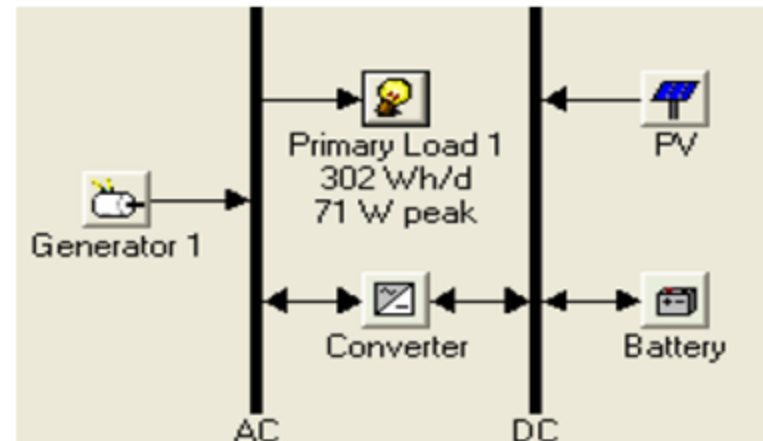 Primary Load 1
302 Wh/d
71 W peak
PV
Generator 1
Converter
Battery
AC
DC